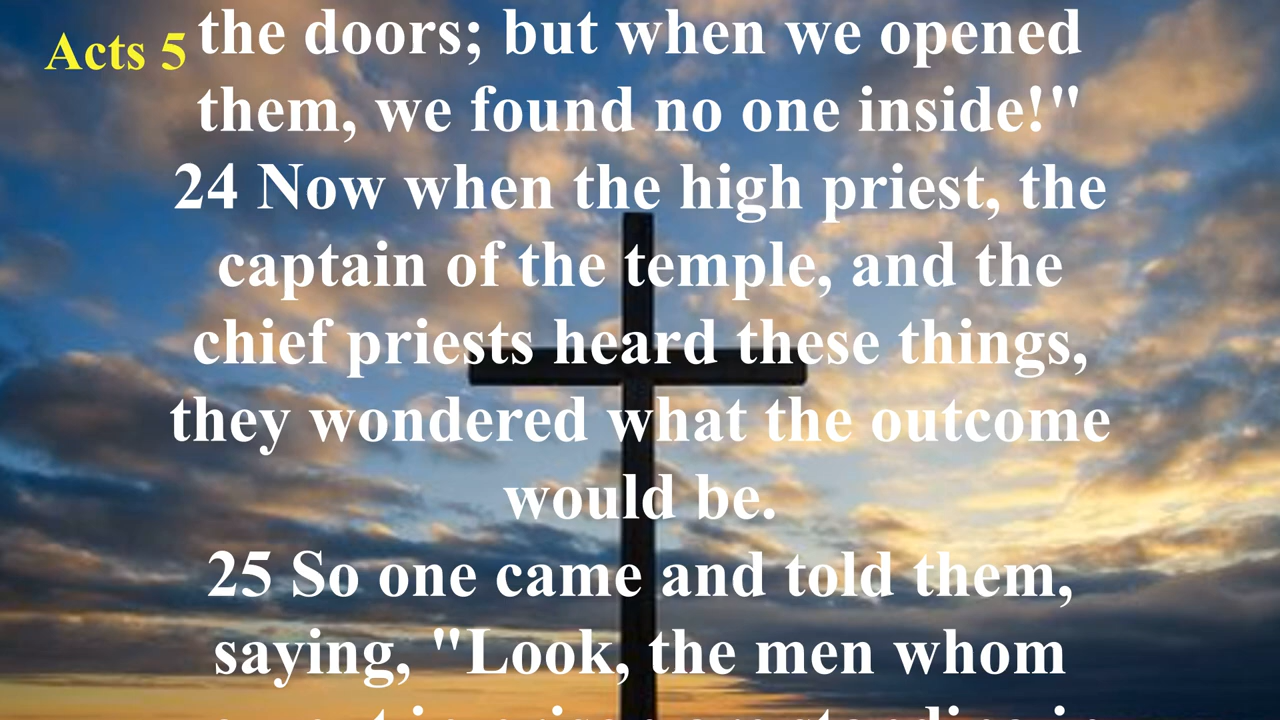 Acts 5
the doors; but when we opened
them, we found no one inside!"
24 Now when the high priest, the
captain of the temple, and the
chief priests heard these things,
they wondered what the outcome
would be.
25 So one came and told them,
saying, "Look, the men whom